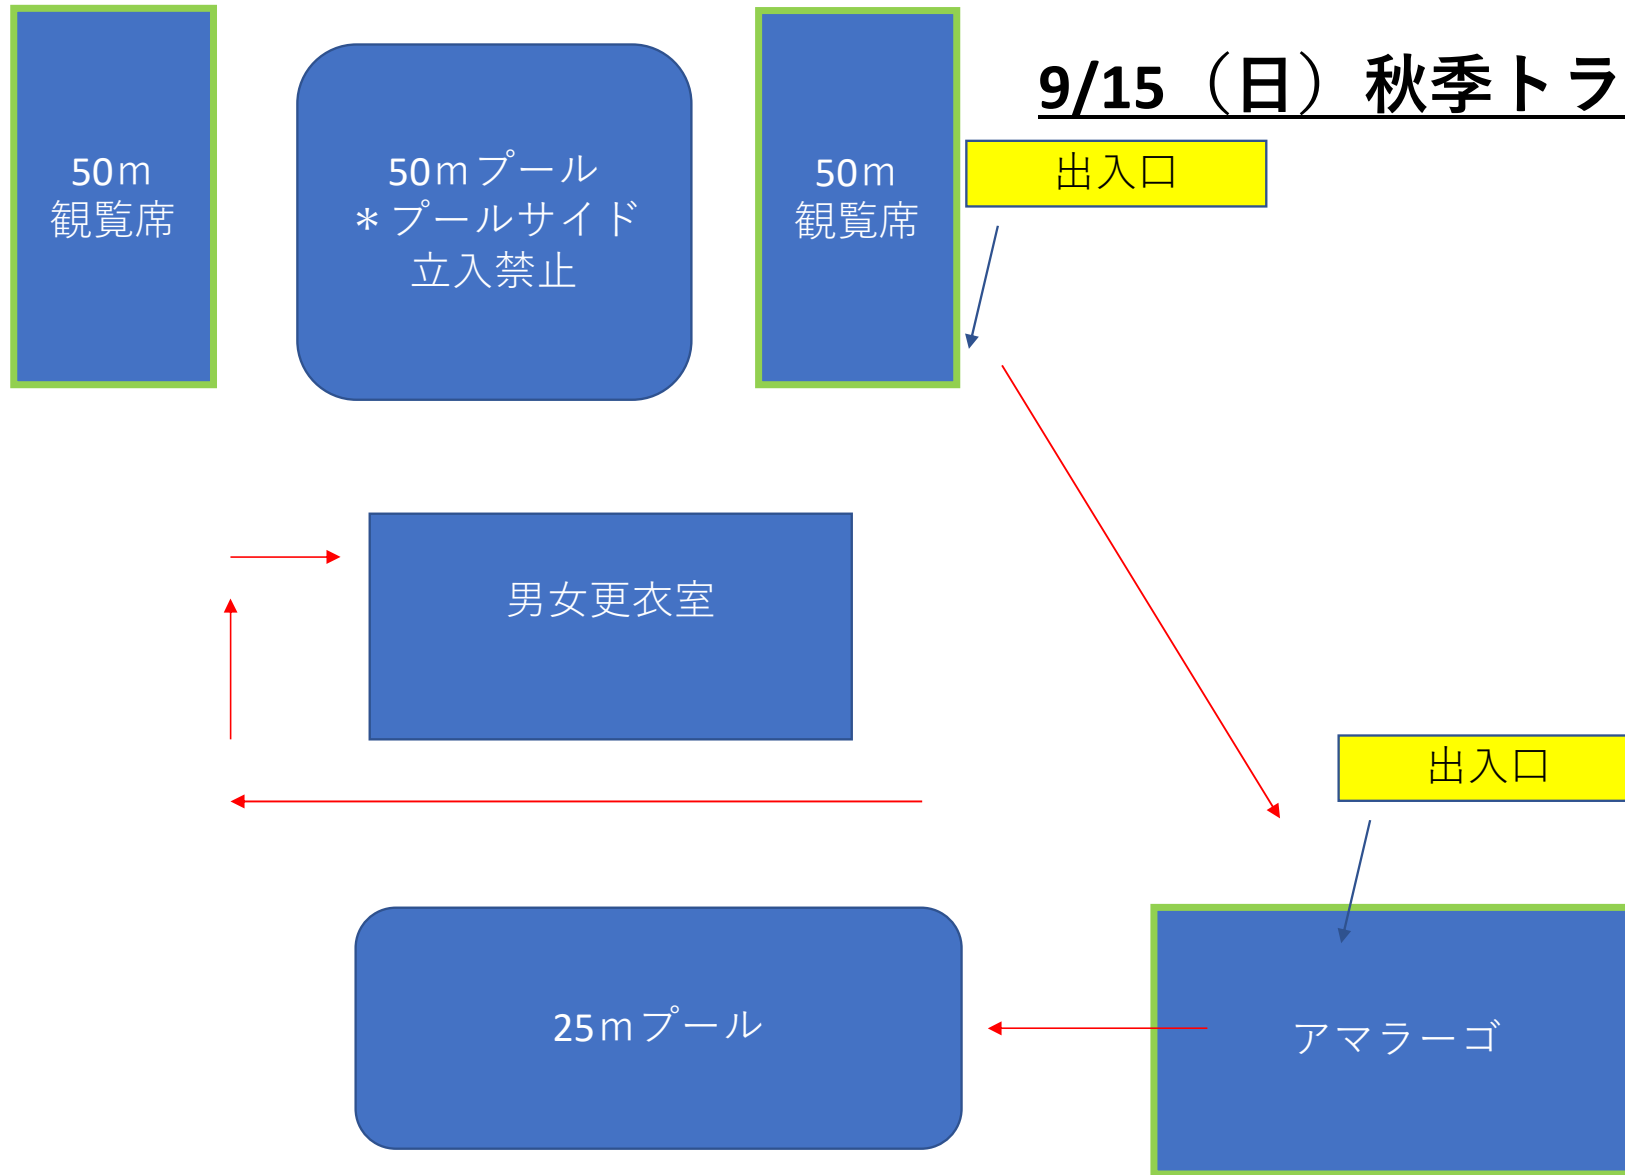 9/15（日）秋季トラ
50ｍ
観覧席
50ｍプール
＊プールサイド
立入禁止
50ｍ
観覧席
出入口
男女更衣室
出入口
25ｍプール
アマラーゴ